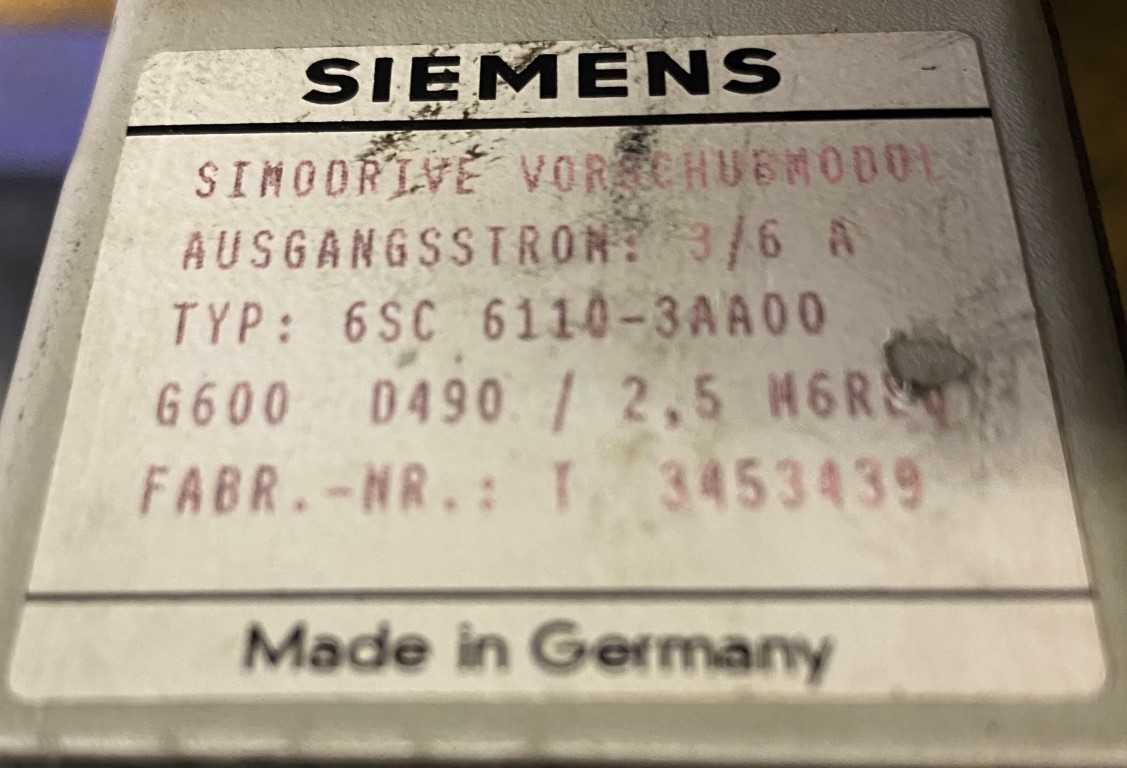 SIEMENS
SIMODRIVE VORSCHUBMODUL
AUSGANGSSTROM: 3/6 A
TYP: 6SC 6110-3AA00
G600 D490 / 2,5
FABR.-NR.: T 3453439
Made in Germany